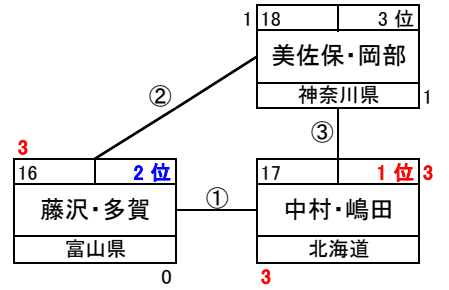 1 18 3 位
美佐保・岡部
神奈川県 1
②
③
3
16 2 位
藤沢・多賀
富山県
0
①
17 1 位 3
中村・嶋田
北海道
3